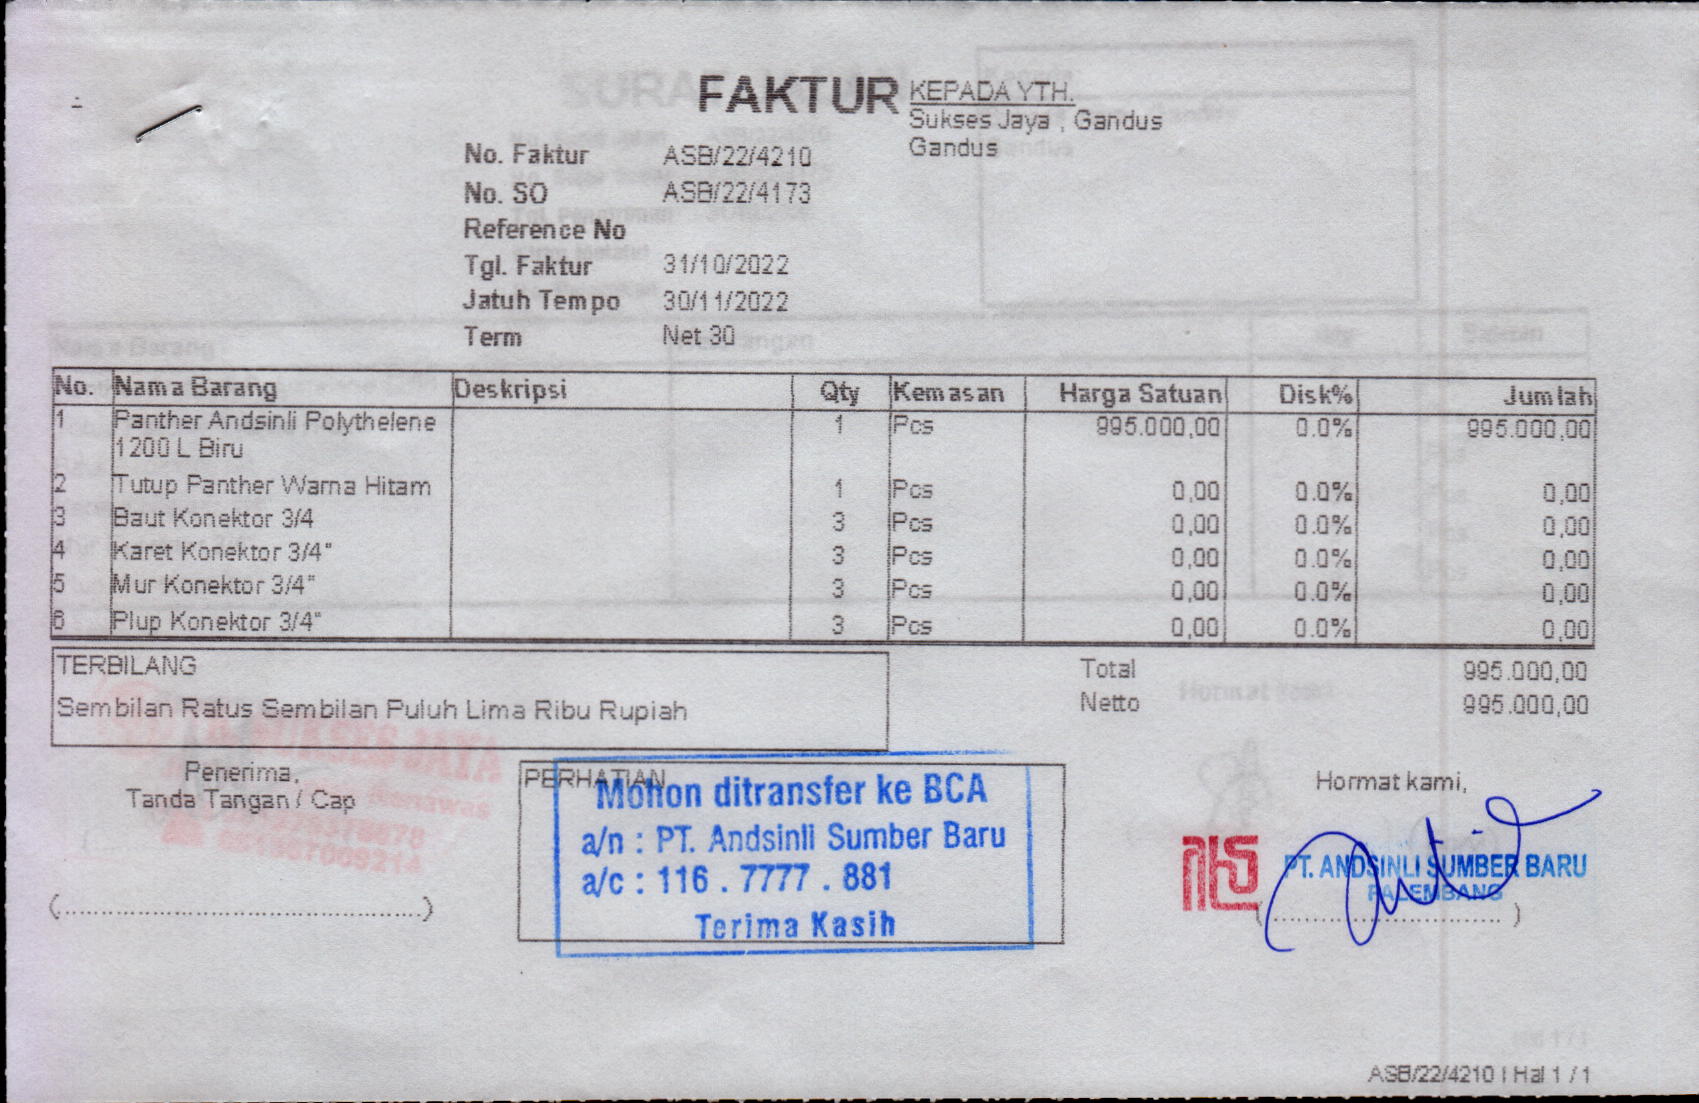 FAKTUR
KEPADA YTH.
Sukses Jaya , Gandus
Gandus
No. Faktur ASB/22/4210
No. SO ASB/22/4173
Reference No
Tgl. Faktur 31/10/2022
Jatuh Tempo 30/11/2022
Term Net 30
No. Nama Barang Deskripsi Qty Kemasan Harga Satuan Disk% Jumlah
1 Panther Andsinli Polythelene 1 Pcs 995.000,00 0.0% 995.000,00
1200 L Biru
2 Tutup Panther Warna Hitam 1 Pcs 0,00 0.0% 0,00
3 Baut Konektor 3/4 3 Pcs 0,00 0.0% 0,00
4 Karet Konektor 3/4" 3 Pcs 0,00 0.0% 0,00
5 Mur Konektor 3/4" 3 Pcs 0,00 0.0% 0,00
6 Plup Konektor 3/4" 3 Pcs 0,00 0.0% 0,00
TERBILANG
Sembilan Ratus Sembilan Puluh Lima Ribu Rupiah
Total 995.000,00
Netto 995.000,00
Penerima,
Tanda Tangan / Cap
(..........................................)
PERHATIAN
Mohon ditransfer ke BCA
a/n : PT. Andsinli Sumber Baru
a/c : 116 . 7777 . 881
Terima Kasih
Hormat kami,
PT. ANDSINLI SUMBER BARU
PALEMBANG
(..............................)
ASB/22/4210 | Hal 1 / 1